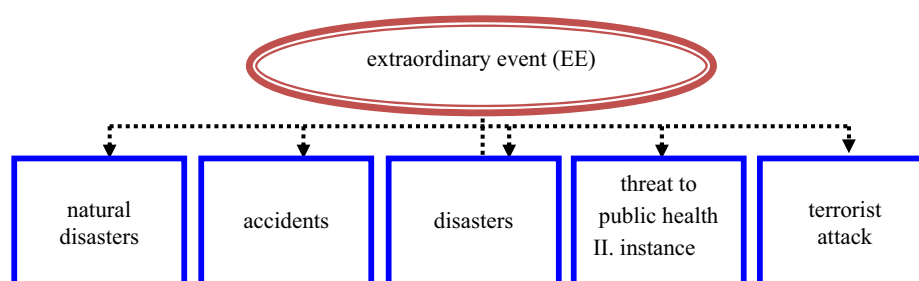 extraordinary event (EE)
natural
disasters
accidents
disasters
threat to
public health
II. instance
terrorist
attack